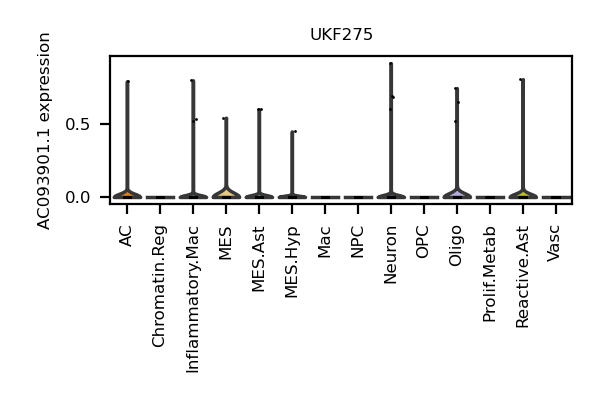 UKF275
AC093901.1 expression
0.5
0.0
AC
Chromatin.Reg
Inflammatory.Mac
MES
MES.Ast
MES.Hyp
Mac
NPC
Neuron
OPC
Oligo
Prolif.Metab
Reactive.Ast
Vasc